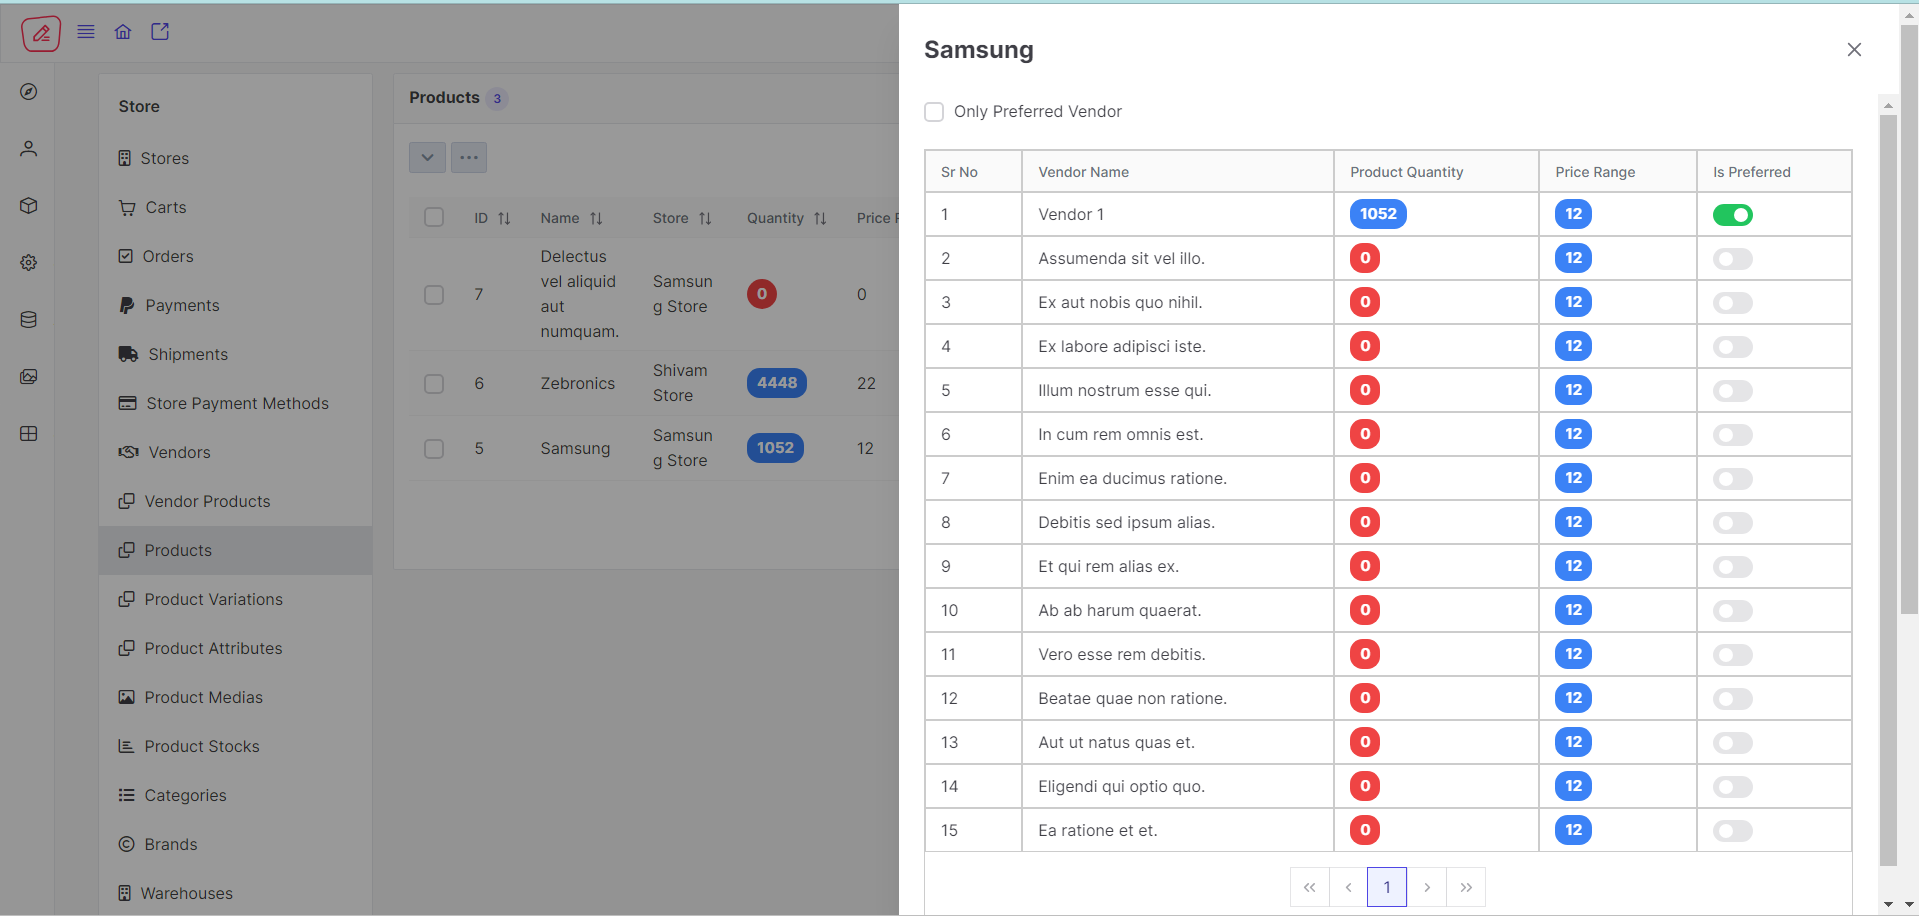 Store
Stores
Carts
Orders
Payments
Shipments
Store Payment Methods
Vendors
Vendor Products
Products
Product Variations
Product Attributes
Product Medias
Product Stocks
Categories
Brands
Warehouses
Products 3
ID Name Store Quantity Price R
7 Delectus vel aliquid aut numquam. Samsung Store 0 0
6 Zebronics Shivam Store 4448 22
5 Samsung Samsung Store 1052 12
Samsung
Only Preferred Vendor
Sr No Vendor Name Product Quantity Price Range Is Preferred
1 Vendor 1 1052 12
2 Assumenda sit vel illo. 0 12
3 Ex aut nobis quo nihil. 0 12
4 Ex labore adipisci iste. 0 12
5 Illum nostrum esse qui. 0 12
6 In cum rem omnis est. 0 12
7 Enim ea ducimus ratione. 0 12
8 Debitis sed ipsum alias. 0 12
9 Et qui rem alias ex. 0 12
10 Ab ab harum quaerat. 0 12
11 Vero esse rem debitis. 0 12
12 Beatae quae non ratione. 0 12
13 Aut ut natus quas et. 0 12
14 Eligendi qui optio quo. 0 12
15 Ea ratione et et. 0 12
1